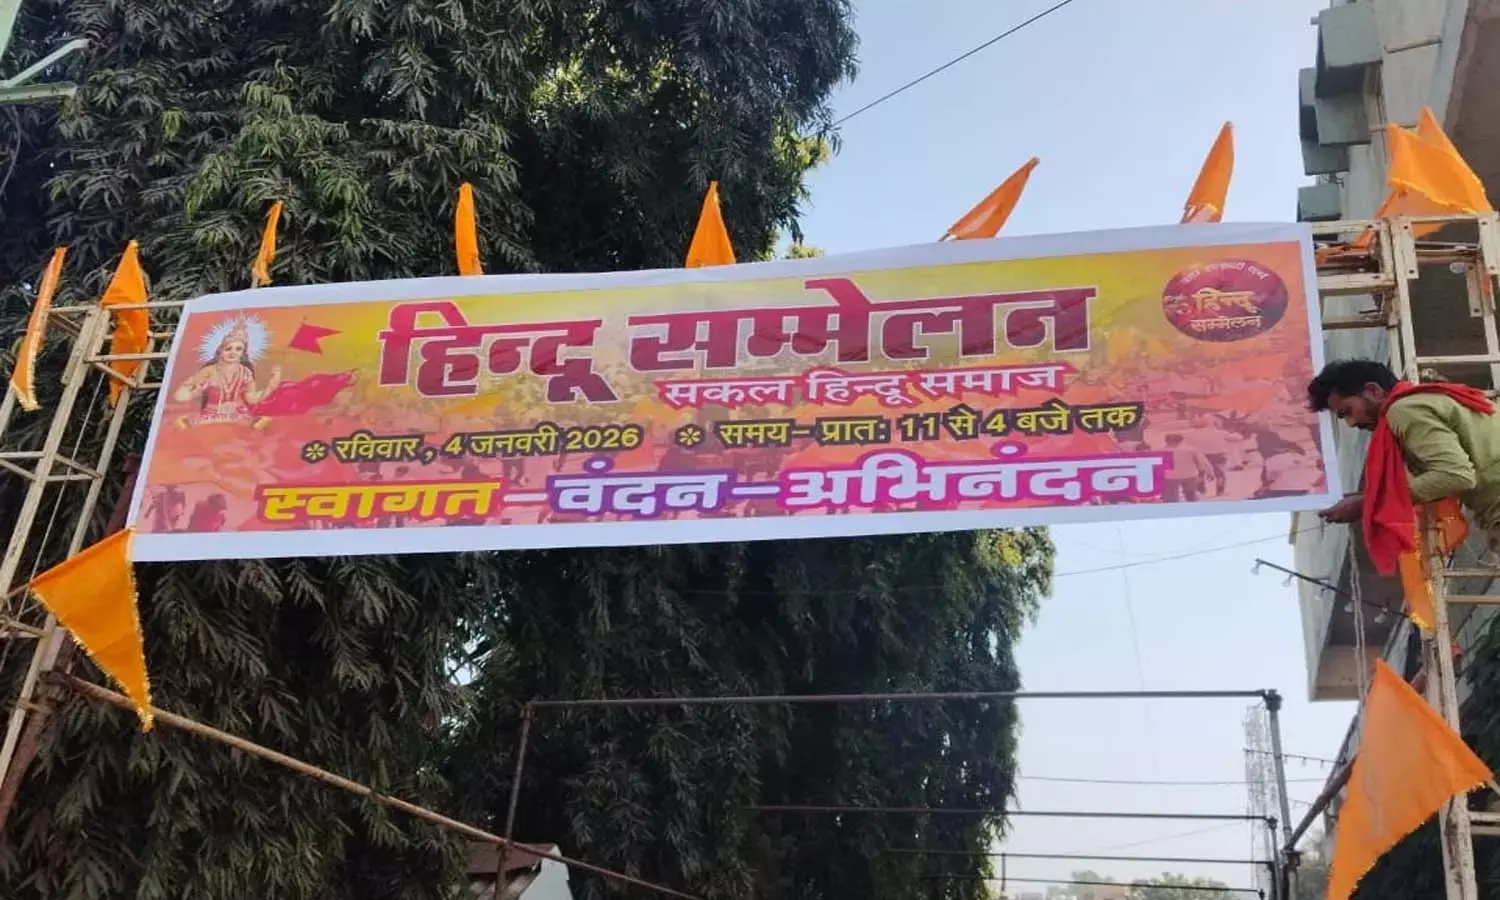 हिन्दू सम्मेलन
सकल हिन्दू समाज
* रविवार, 4 जनवरी 2026 * समय- प्रातः 11 से 4 बजे तक
स्वागत-वंदन-अभिनंदन
हिन्दू
सम्मेलन